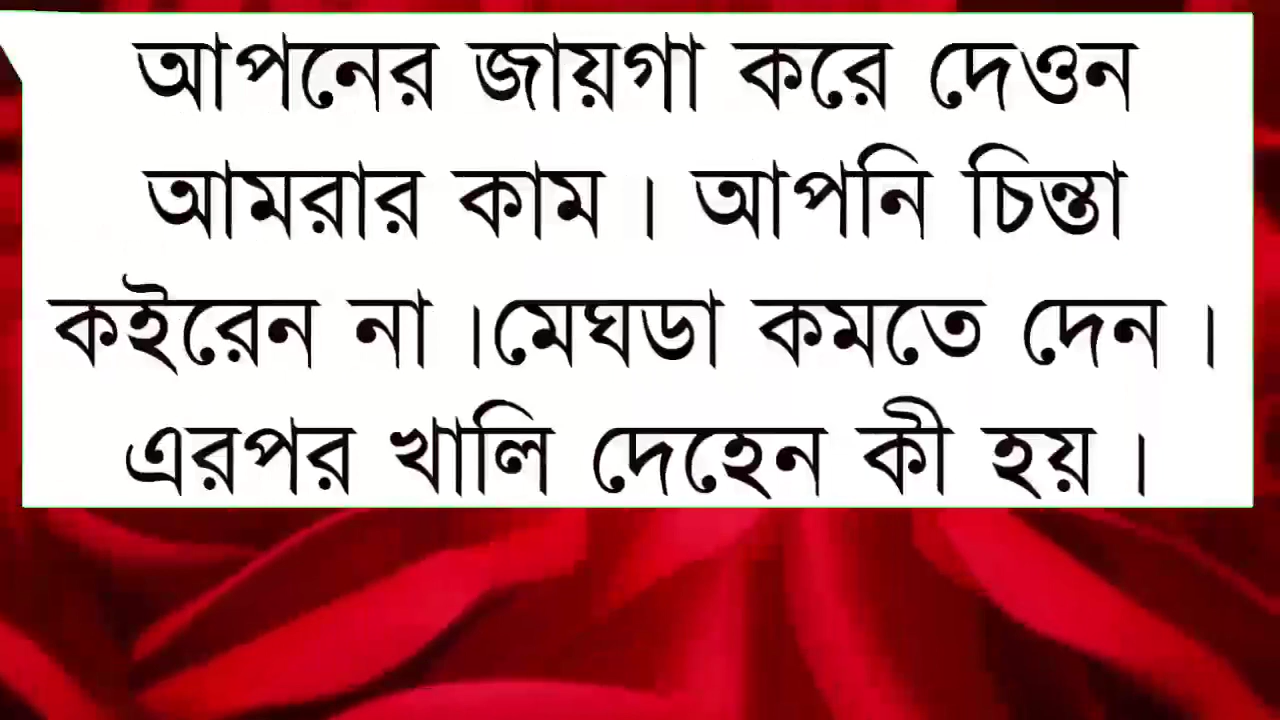 আপনের জায়গা করে দেওন
আমরার কাম । আপনি চিন্তা
কইরেন না ।মেঘডা কমতে দেন ।
এরপর খালি দেহেন কী হয় ।